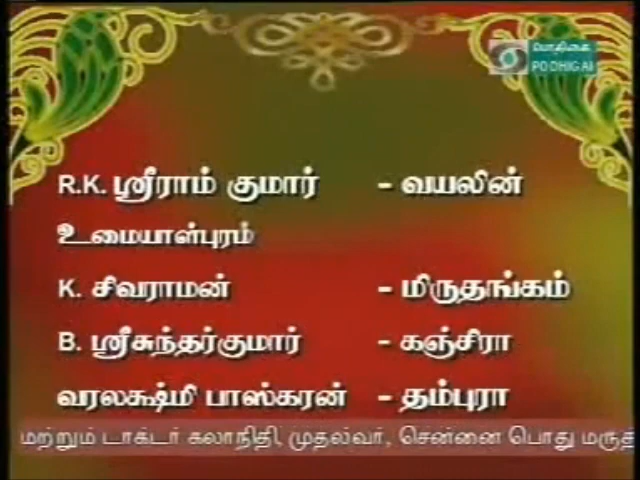 பொதிகை
PODHIGAI
R.K. ஸ்ரீராம் குமார் - வயலின்
உமையாள்புரம்
K. சிவராமன் - மிருதங்கம்
B. ஸ்ரீசுந்தர்குமார் - கஞ்சிரா
வரலக்ஷ்மி பாஸ்கரன் - தம்புரா
மற்றும் டாக்டர் கலாநிதி, முதல்வர், சென்னை பொது மருத